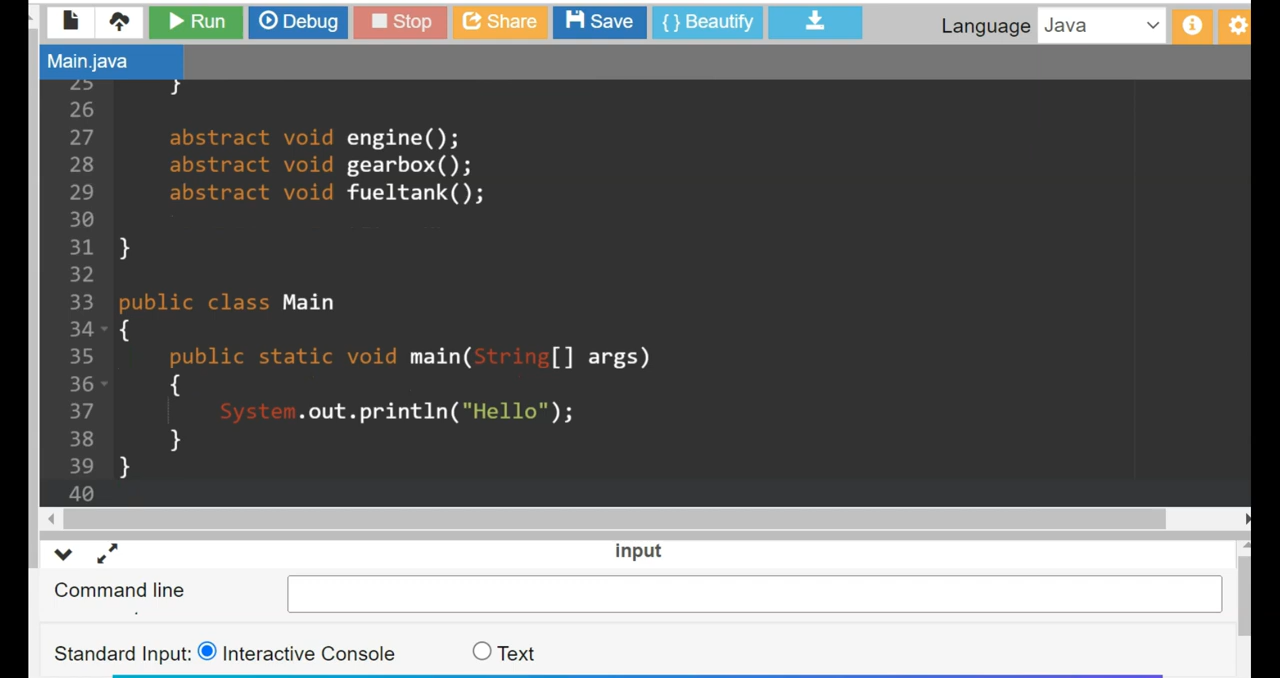 Run Debug Stop Share Save { } Beautify Language Java
Main.java
25 }
26
27 abstract void engine();
28 abstract void gearbox();
29 abstract void fueltank();
30
31 }
32
33 public class Main
34 {
35 public static void main(String[] args)
36 {
37 System.out.println("Hello");
38 }
39 }
40
input
Command line
Standard Input: Interactive Console Text